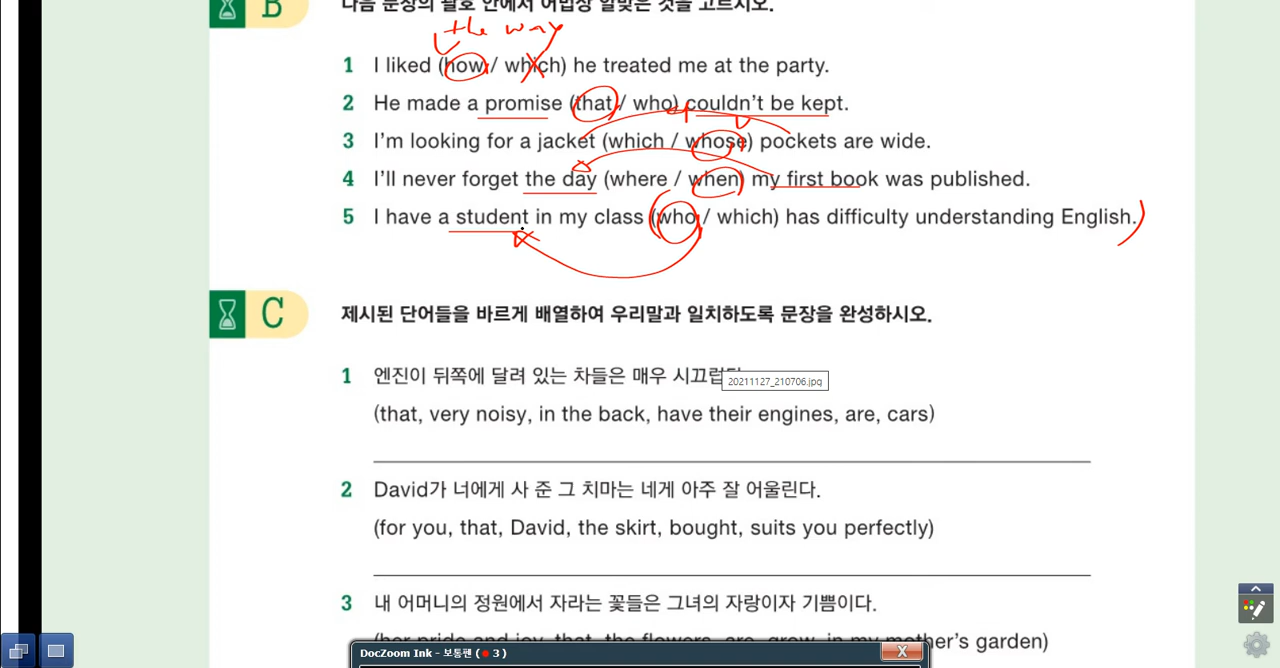 B 다음 문장의 괄호 안에서 어법상 알맞은 것을 고르시오.
the way
1 I liked (how / which) he treated me at the party.
2 He made a promise (that / who) couldn't be kept.
3 I'm looking for a jacket (which / whose) pockets are wide.
4 I'll never forget the day (where / when) my first book was published.
5 I have a student in my class (who / which) has difficulty understanding English.
C 제시된 단어들을 바르게 배열하여 우리말과 일치하도록 문장을 완성하시오.
1 엔진이 뒤쪽에 달려 있는 차들은 매우 시끄럽다.
20211127_210706.jpg
(that, very noisy, in the back, have their engines, are, cars)
2 David가 너에게 사 준 그 치마는 네게 아주 잘 어울린다.
(for you, that, David, the skirt, bought, suits you perfectly)
3 내 어머니의 정원에서 자라는 꽃들은 그녀의 자랑이자 기쁨이다.
(her pride and joy, that, the flowers, are, grow, in my mother's garden)
DocZoom Ink - 보통펜 ( 3 )